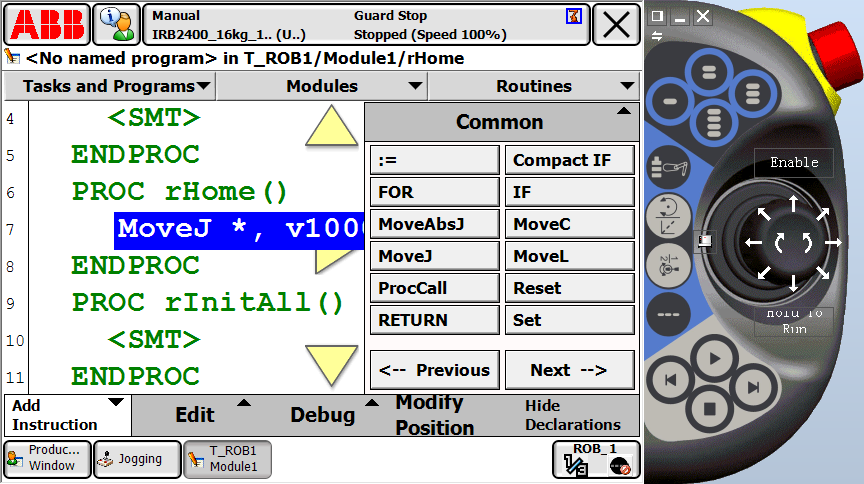 ABB
Manual
IRB2400_16kg_1.. (U..)
Guard Stop
Stopped (Speed 100%)
<No named program> in T_ROB1/Module1/rHome
Tasks and Programs
Modules
Routines
4 <SMT>
5 ENDPROC
6 PROC rHome()
7 MoveJ *, v100
8 ENDPROC
9 PROC rInitAll()
10 <SMT>
11 ENDPROC
Common
:= Compact IF
FOR IF
MoveAbsJ MoveC
MoveJ MoveL
ProcCall Reset
RETURN Set
<-- Previous Next -->
Add
Instruction
Edit
Debug
Modify
Position
Hide
Declarations
Produc...
Window
Jogging
T_ROB1
Module1
ROB_1
1/3
Enable
Hold To
Run